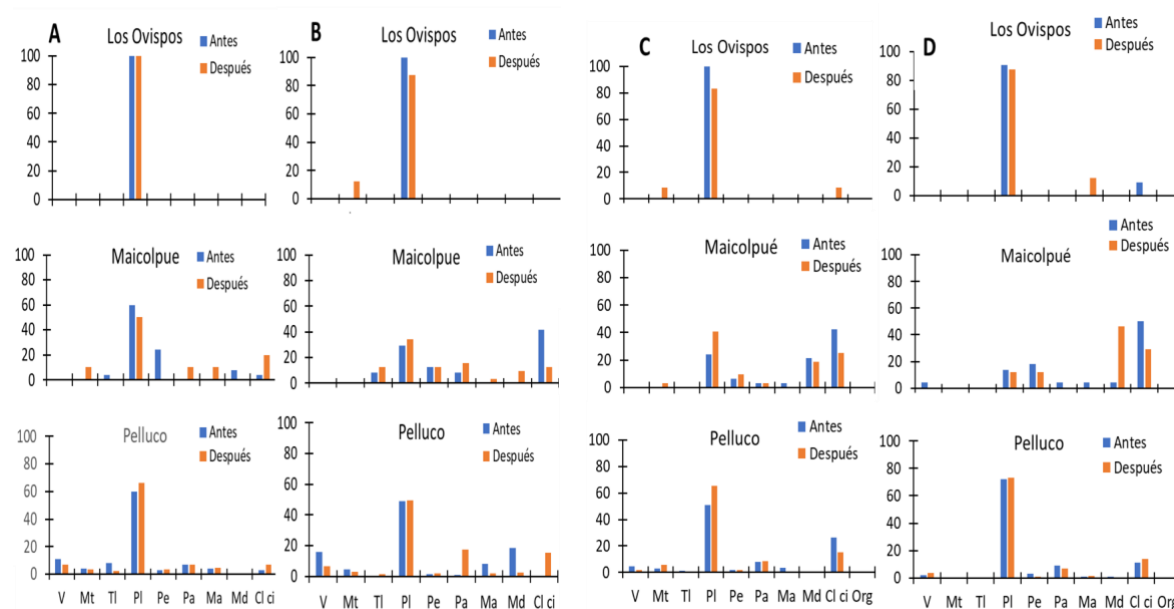 A
Los Ovispos
Antes
Después
100
80
60
40
20
0
B
Los Ovispos
Antes
Después
100
80
60
40
20
0
C
Los Ovispos
Antes
Después
100
80
60
40
20
0
D
Los Ovispos
Antes
Después
100
80
60
40
20
0
Maicolpue
Antes
Después
100
80
60
40
20
0
Maicolpue
Antes
Después
100
80
60
40
20
0
Maicolpué
Antes
Después
100
80
60
40
20
0
Maicolpué
Antes
Después
100
80
60
40
20
0
Pelluco
Antes
Después
100
80
60
40
20
0
V Mt Tl Pl Pe Pa Ma Md Cl ci
Pelluco
Antes
Después
100
80
60
40
20
0
V Mt Tl Pl Pe Pa Ma Md Cl ci
Pelluco
Antes
Después
100
80
60
40
20
0
V Mt Tl Pl Pe Pa Ma Md Cl ci Org
Pelluco
Antes
Después
100
80
60
40
20
0
V Mt Tl Pl Pe Pa Ma Md Cl ci Org